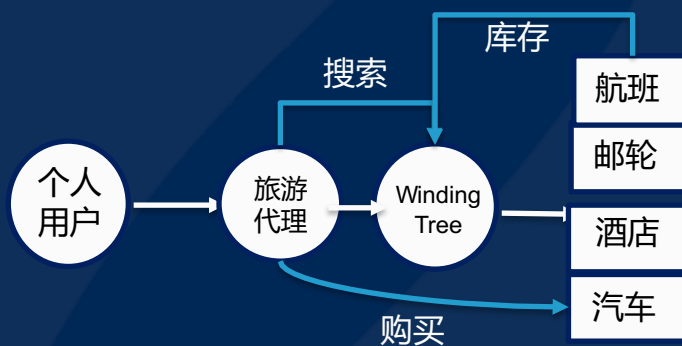 库存
搜索
航班
邮轮
个人
用户
旅游
代理
Winding
Tree
酒店
汽车
购买